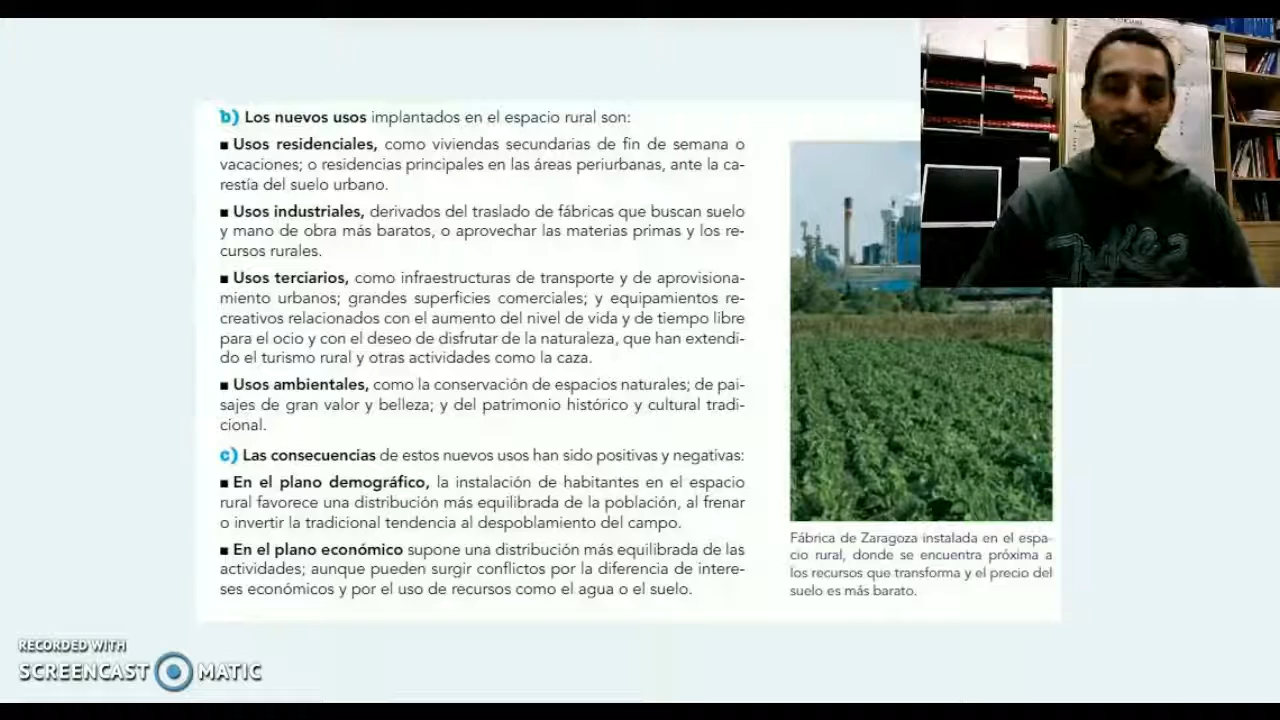 b) Los nuevos usos implantados en el espacio rural son:
■ Usos residenciales, como viviendas secundarias de fin de semana o
vacaciones; o residencias principales en las áreas periurbanas, ante la ca-
restía del suelo urbano.
■ Usos industriales, derivados del traslado de fábricas que buscan suelo
y mano de obra más baratos, o aprovechar las materias primas y los re-
cursos rurales.
■ Usos terciarios, como infraestructuras de transporte y de aprovisiona-
miento urbanos; grandes superficies comerciales; y equipamientos re-
creativos relacionados con el aumento del nivel de vida y de tiempo libre
para el ocio y con el deseo de disfrutar de la naturaleza, que han extendi-
do el turismo rural y otras actividades como la caza.
■ Usos ambientales, como la conservación de espacios naturales; de pai-
sajes de gran valor y belleza; y del patrimonio histórico y cultural tradi-
cional.
c) Las consecuencias de estos nuevos usos han sido positivas y negativas:
■ En el plano demográfico, la instalación de habitantes en el espacio
rural favorece una distribución más equilibrada de la población, al frenar
o invertir la tradicional tendencia al despoblamiento del campo.
■ En el plano económico supone una distribución más equilibrada de las
actividades; aunque pueden surgir conflictos por la diferencia de intere-
ses económicos y por el uso de recursos como el agua o el suelo.
Fábrica de Zaragoza instalada en el espa-
cio rural, donde se encuentra próxima a
los recursos que transforma y el precio del
suelo es más barato.
RECORDED WITH
SCREENCAST MATIC